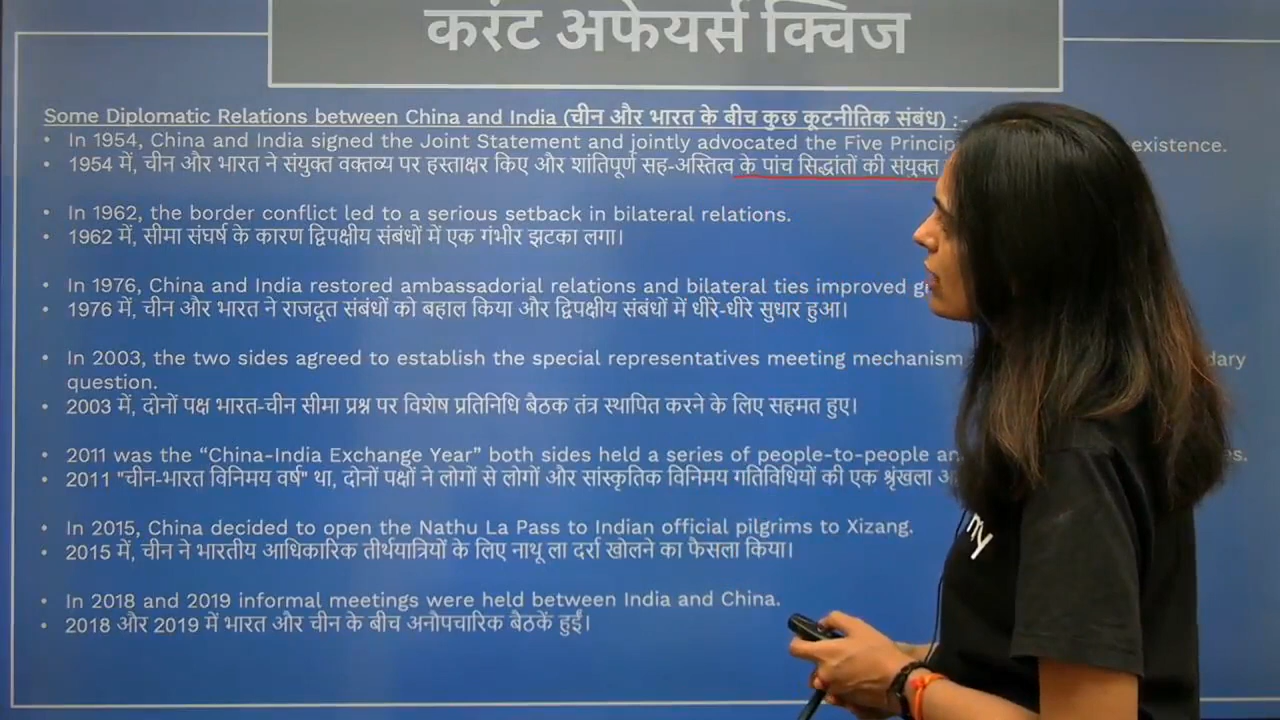 करंट अफेयर्स क्विज
Some Diplomatic Relations between China and India (चीन और भारत के बीच कुछ कूटनीतिक संबंध) :-
• In 1954, China and India signed the Joint Statement and jointly advocated the Five existence.
• 1954 में, चीन और भारत ने संयुक्त वक्तव्य पर हस्ताक्षर किए और शांतिपूर्ण सह-अस्तित्व के पांच सिद्धांतों की संयुक्त
• In 1962, the border conflict led to a serious setback in bilateral relations.
• 1962 में, सीमा संघर्ष के कारण द्विपक्षीय संबंधों में एक गंभीर झटका लगा।
• In 1976, China and India restored ambassadorial relations and bilateral ties improved
• 1976 में, चीन और भारत ने राजदूत संबंधों को बहाल किया और द्विपक्षीय संबंधों में धीरे-धीरे सुधार हुआ।
• In 2003, the two sides agreed to establish the special representatives meeting mechanism
question.
• 2003 में, दोनों पक्ष भारत-चीन सीमा प्रश्न पर विशेष प्रतिनिधि बैठक तंत्र स्थापित करने के लिए सहमत हुए।
• 2011 was the “China-India Exchange Year” both sides held a series of people-to-people
• 2011 "चीन-भारत विनिमय वर्ष" था, दोनों पक्षों ने लोगों से लोगों और सांस्कृतिक विनिमय गतिविधियों की एक श्रृंखला
• In 2015, China decided to open the Nathu La Pass to Indian official pilgrims to Xizang.
• 2015 में, चीन ने भारतीय आधिकारिक तीर्थयात्रियों के लिए नाथू ला दर्रा खोलने का फैसला किया।
• In 2018 and 2019 informal meetings were held between India and China.
• 2018 और 2019 में भारत और चीन के बीच अनौपचारिक बैठकें हुईं।
my